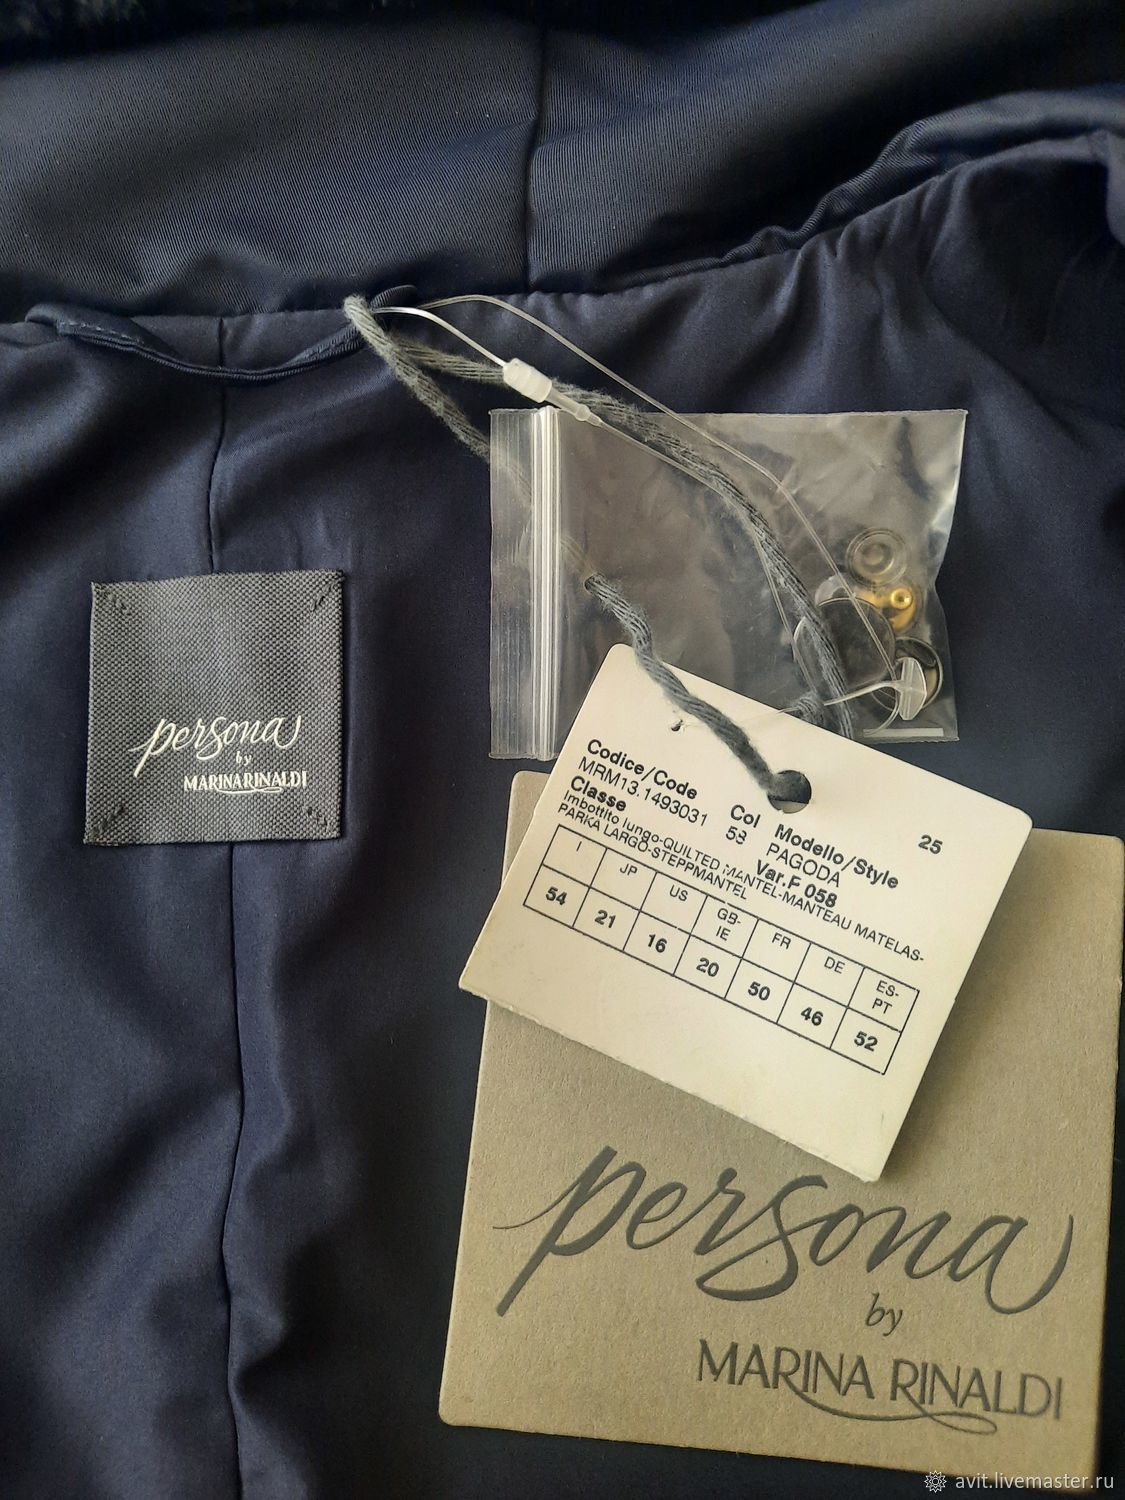 persona
by
MARINA RINALDI
Codice/Code
MRM13.1493031
Col
Modello/Style
PAGODA
25
Classe
Var.F 058
Imbottito lungo-QUILTED MANTEL-MANTEAU MATELAS-
PARKA LARGO-STEPPMANTEL
I JP US GB-IE FR DE ES-PT
54 21 16 20 50 46 52
persona
by
MARINA RINALDI
avit.livemaster.ru